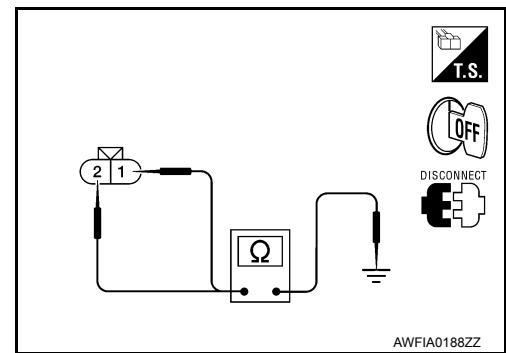 T.S.
OFF
DISCONNECT
2 1
Ω
AWFIA0188ZZ